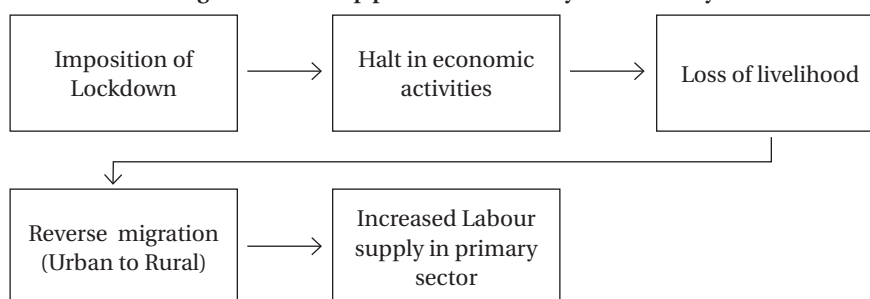 Imposition of
Lockdown
Halt in economic
activities
Loss of livelihood
Reverse migration
(Urban to Rural)
Increased Labour
supply in primary
sector